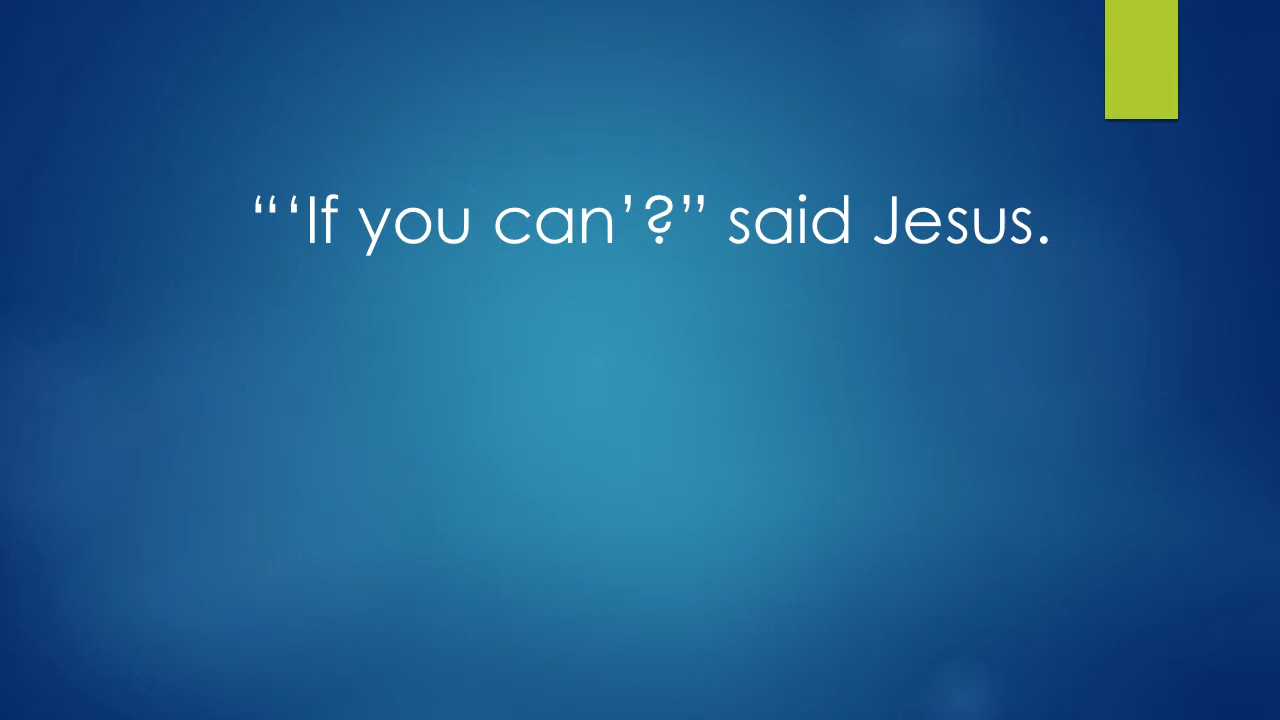 “‘If you can’?” said Jesus.